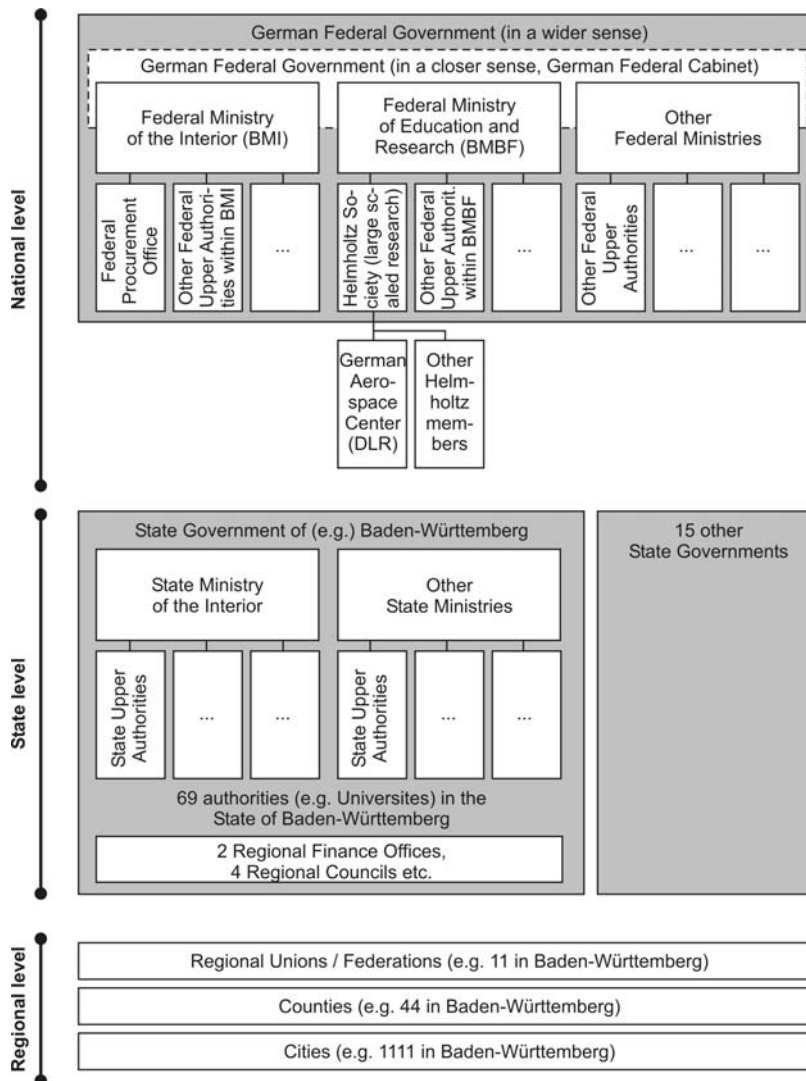 German Federal Government (in a wider sense)
German Federal Government (in a closer sense, German Federal Cabinet)
Federal Ministry
of the Interior (BMI)
Federal Ministry
of Education and
Research (BMBF)
Other
Federal Ministries
Federal
Procurement
Office
Other Federal
Upper Authori-
ties within BMI
...
Helmholtz So-
ciety (large sc-
aled research)
Other Federal
Upper Authorit.
within BMBF
...
Other Federal
Upper
Authorities
...
...
German
Aero-
space
Center
(DLR)
Other
Helm-
holtz
mem-
bers
National level
State Government of (e.g.) Baden-Württemberg
15 other
State Governments
State Ministry
of the Interior
Other
State Ministries
State Upper
Authorities
...
...
State Upper
Authorities
...
...
69 authorities (e.g. Universites) in the
State of Baden-Württemberg
2 Regional Finance Offices,
4 Regional Councils etc.
State level
Regional Unions / Federations (e.g. 11 in Baden-Württemberg)
Counties (e.g. 44 in Baden-Württemberg)
Cities (e.g. 1111 in Baden-Württemberg)
Regional level